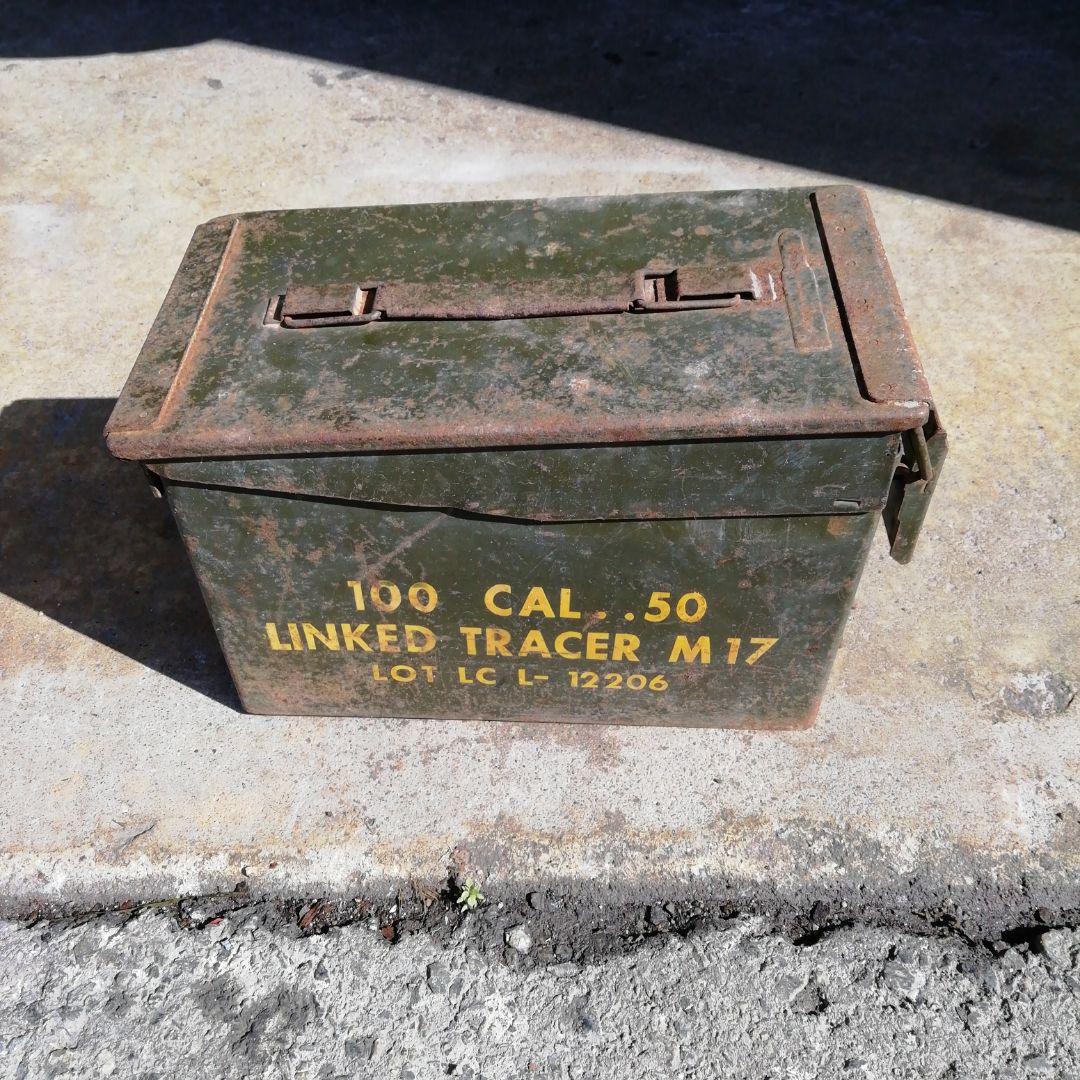 100 CAL. .50
LINKED TRACER M17
LOT LC L- 12206